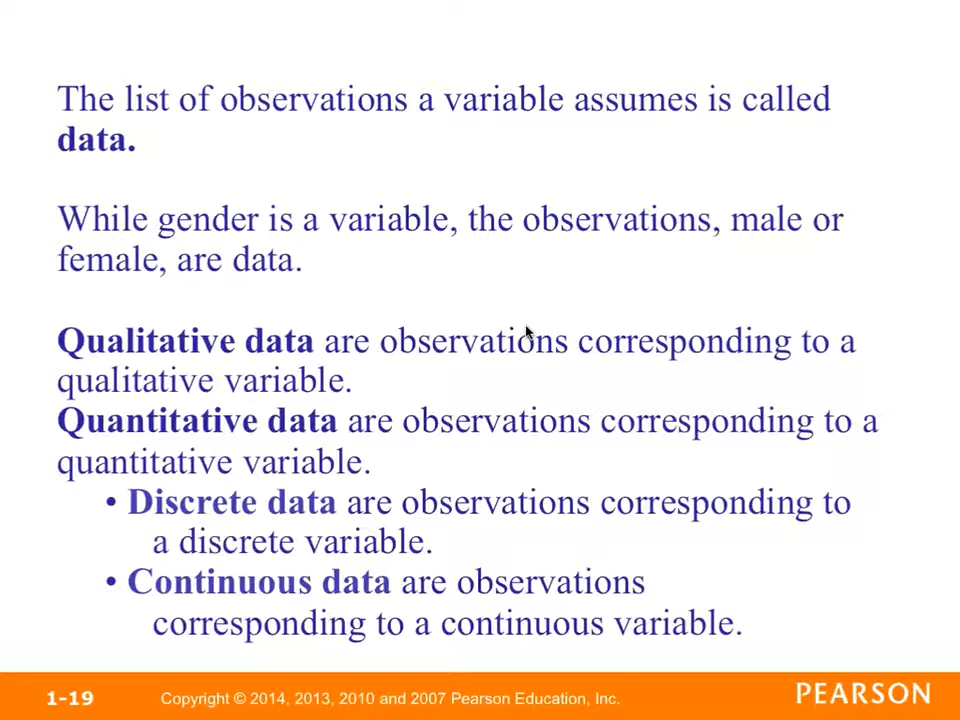 The list of observations a variable assumes is called
data.
While gender is a variable, the observations, male or
female, are data.
Qualitative data are observations corresponding to a
qualitative variable.
Quantitative data are observations corresponding to a
quantitative variable.
• Discrete data are observations corresponding to
a discrete variable.
• Continuous data are observations
corresponding to a continuous variable.
1-19 Copyright © 2014, 2013, 2010 and 2007 Pearson Education, Inc. PEARSON